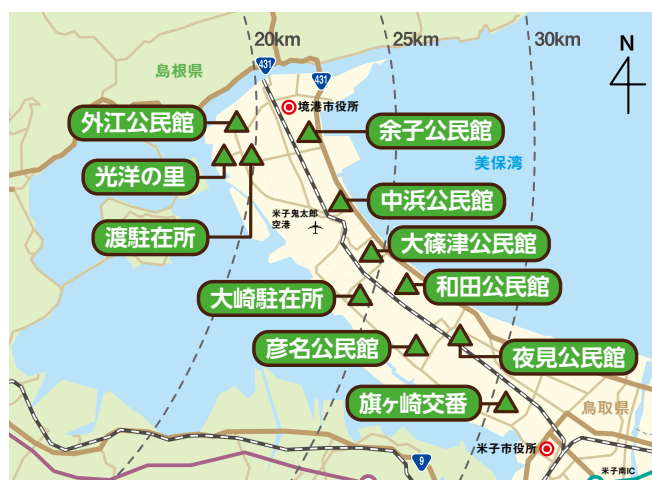 20km
25km
30km
N
島根県
431
431
境港市役所
外江公民館
余子公民館
光洋の里
美保湾
中浜公民館
渡駐在所
米子鬼太郎
空港
大篠津公民館
大崎駐在所
和田公民館
彦名公民館
夜見公民館
旗ヶ崎交番
鳥取県
米子市役所
9
米子南IC